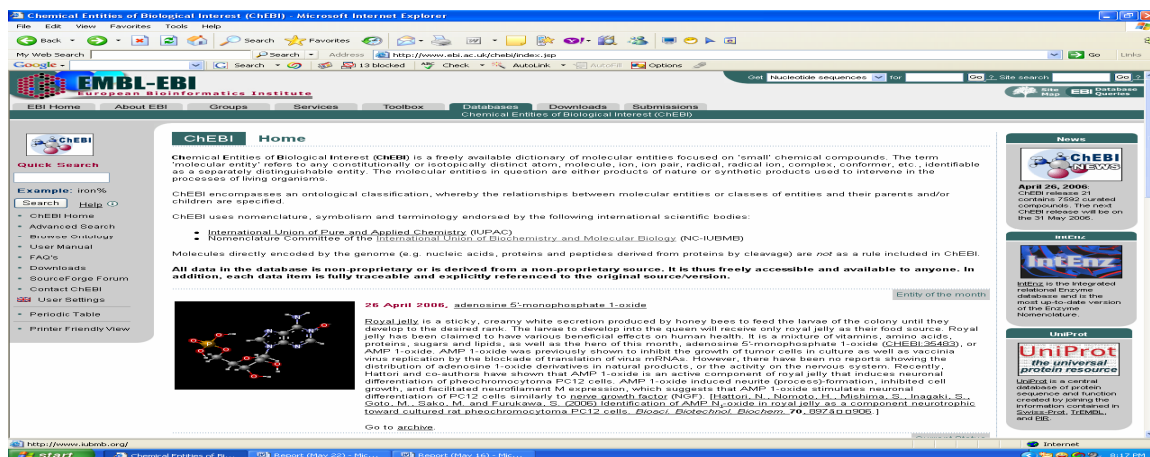 Chemical Entities of Biological Interest (ChEBI) - Microsoft Internet Explorer
File Edit View Favorites Tools Help
Back Search Favorites
My Web Search Search Address http://www.ebi.ac.uk/chebi/index.jsp Go Links
Google Search 13 blocked Check AutoLink AutoFill Options
EMBL-EBI
European Bioinformatics Institute
Get Nucleotide sequences for Go ? Site search Go ?
Site Map EBI Database Queries
EBI Home About EBI Groups Services Toolbox Databases Downloads Submissions
Chemical Entities of Biological Interest (ChEBI)
ChEBI
Quick Search
Example: iron%
Search Help
ChEBI Home
Advanced Search
Browse Ontology
User Manual
FAQ's
Downloads
SourceForge Forum
Contact ChEBI
User Settings
Periodic Table
Printer Friendly View
ChEBI Home
Chemical Entities of Biological Interest (ChEBI) is a freely available dictionary of molecular entities focused on 'small' chemical compounds. The term
'molecular entity' refers to any constitutionally or isotopically distinct atom, molecule, ion, ion pair, radical, radical ion, complex, conformer, etc., identifiable
as a separately distinguishable entity. The molecular entities in question are either products of nature or synthetic products used to intervene in the
processes of living organisms.
ChEBI encompasses an ontological classification, whereby the relationships between molecular entities or classes of entities and their parents and/or
children are specified.
ChEBI uses nomenclature, symbolism and terminology endorsed by the following international scientific bodies:
International Union of Pure and Applied Chemistry (IUPAC)
Nomenclature Committee of the International Union of Biochemistry and Molecular Biology (NC-IUBMB)
Molecules directly encoded by the genome (e.g. nucleic acids, proteins and peptides derived from proteins by cleavage) are not as a rule included in ChEBI.
All data in the database is non-proprietary or is derived from a non-proprietary source. It is thus freely accessible and available to anyone. In
addition, each data item is fully traceable and explicitly referenced to the original source/version.
Entity of the month
26 April 2006, adenosine 5'-monophosphate 1-oxide
Royal jelly is a sticky, creamy white secretion produced by honey bees to feed the larvae of the colony until they
develop to the desired rank. The larvae to develop into the queen will receive only royal jelly as their food source. Royal
jelly has been claimed to have various beneficial effects on human health. It is a mixture of vitamins, amino acids,
proteins, sugars and lipids, as well as the hero of this month, adenosine 5'-monophosphate 1-oxide (CHEBI:35483), or
AMP 1-oxide. AMP 1-oxide was previously shown to inhibit the growth of tumor cells in culture as well as vaccinia
virus replication by the blockade of translation of virus mRNAs. However, there have been no reports showing the
distribution of adenosine 1-oxide derivatives in natural products, or the activity on the nervous system. Recently,
Hattori and co-authors have shown that AMP 1-oxide is an active component of royal jelly that induces neuronal
differentiation of pheochromocytoma PC12 cells. AMP 1-oxide induced neurite (process)-formation, inhibited cell
growth, and facilitated neurofilament M expression, which suggests that AMP 1-oxide stimulates neuronal
differentiation of PC12 cells similarly to nerve growth factor (NGF). [Hattori, N., Nomoto, H., Mishima, S., Inagaki, S.,
Goto, M., Sako, M. and Furukawa, S. (2006) Identification of AMP N₁-oxide in royal jelly as a component neurotrophic
toward cultured rat pheochromocytoma PC12 cells. Biosci. Biotechnol. Biochem. 70, 897â□□906.]
Go to archive.
Current Status
News
ChEBI NEWS
April 26, 2006:
ChEBI release 21
contains 7592 curated
compounds. The next
ChEBI release will be on
the 31 May 2006.
IntEnz
IntEnz
IntEnz is the Integrated
relational Enzyme
database and is the
most up-to-date version
of the Enzyme
Nomenclature.
UniProt
UniProt
the universal
protein resource
UniProt is a central
database of protein
sequence and function
created by joining the
information contained in
Swiss-Prot, TrEMBL,
and PIR.
http://www.iubmb.org/ Internet
start Chemical Entities of Bi... Report (May 22) - Mic... Report (May 16) - Mic... 8:17 PM